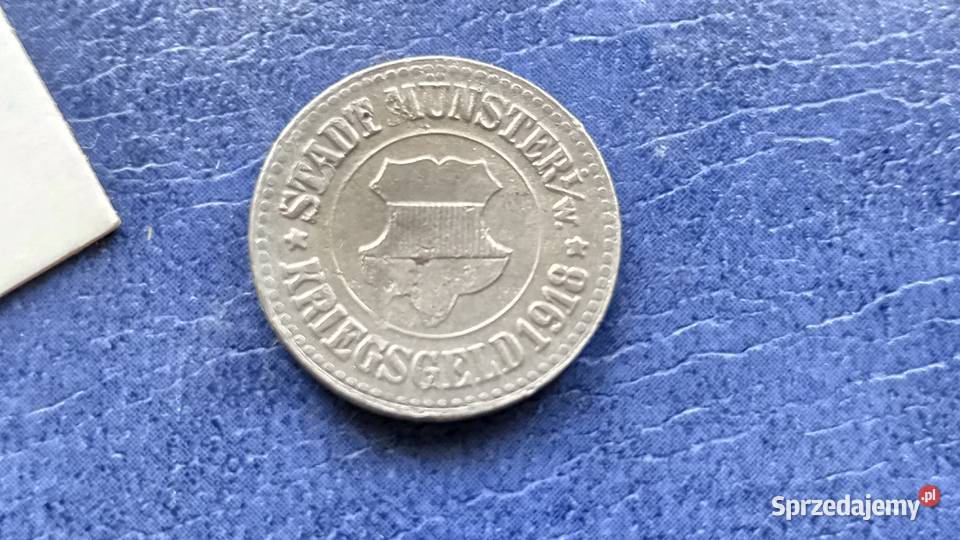 STADT MÜNSTER i/W.
★ KRIEGSGELD 1918 ★
Sprzedajemy.pl